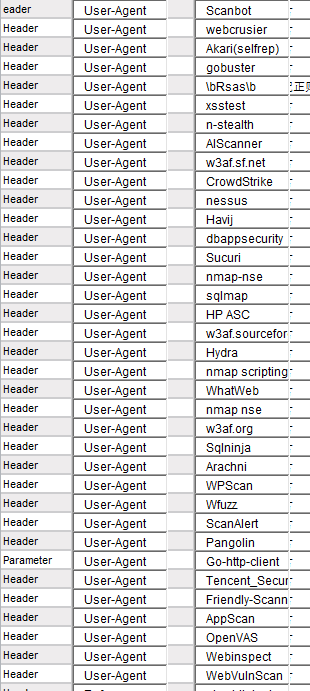 eader User-Agent Scanbot -
Header User-Agent webcrusier -
Header User-Agent Akari(selfrep) -
Header User-Agent gobuster -
Header User-Agent \bRsas\b
Header User-Agent xsstest -
Header User-Agent n-stealth -
Header User-Agent AIScanner -
Header User-Agent w3af.sf.net -
Header User-Agent CrowdStrike -
Header User-Agent nessus -
Header User-Agent Havij -
Header User-Agent dbappsecurity -
Header User-Agent Sucuri -
Header User-Agent nmap-nse -
Header User-Agent sqlmap -
Header User-Agent HP ASC -
Header User-Agent w3af.sourcefor -
Header User-Agent Hydra -
Header User-Agent nmap scripting -
Header User-Agent WhatWeb -
Header User-Agent nmap nse -
Header User-Agent w3af.org -
Header User-Agent Sqlninja -
Header User-Agent Arachni -
Header User-Agent WPScan -
Header User-Agent Wfuzz -
Header User-Agent ScanAlert -
Header User-Agent Pangolin -
Parameter User-Agent Go-http-client -
Header User-Agent Tencent_Secur -
Header User-Agent Friendly-Scann -
Header User-Agent AppScan -
Header User-Agent OpenVAS -
Header User-Agent Webinspect -
Header User-Agent WebVulnScan -